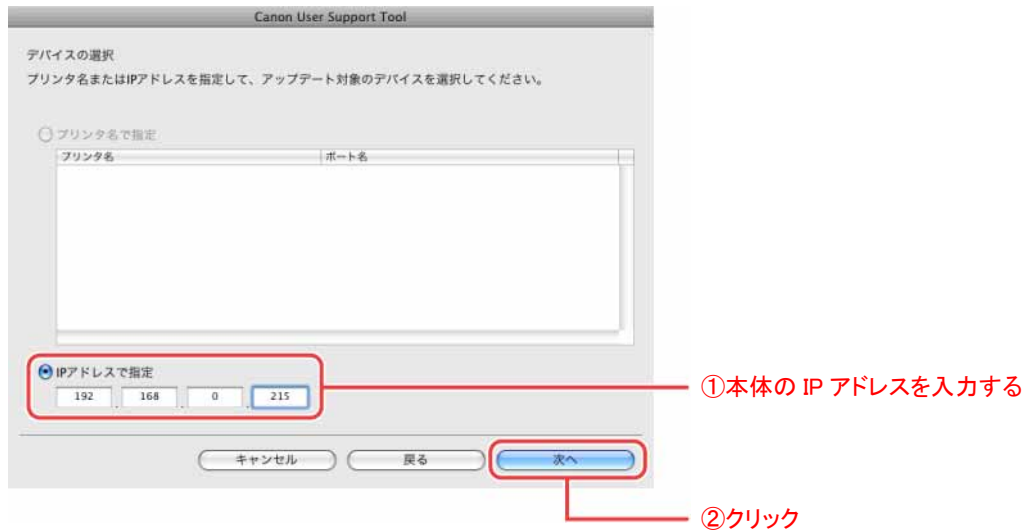 Canon User Support Tool
デバイスの選択
プリンタ名またはIPアドレスを指定して、アップデート対象のデバイスを選択してください。
プリンタ名で指定
プリンタ名 ポート名
IPアドレスで指定
192 . 168 . 0 . 215
①本体の IP アドレスを入力する
キャンセル 戻る 次へ
②クリック